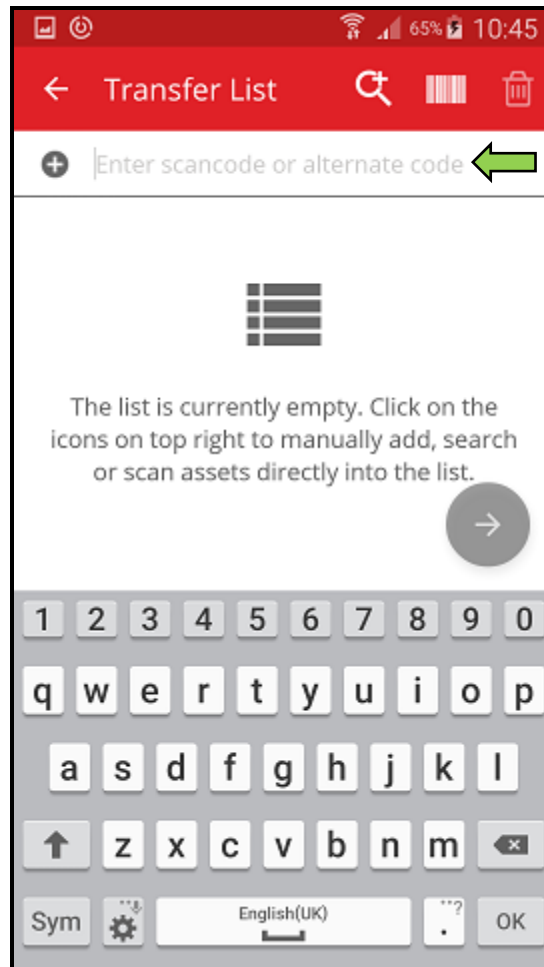 65% 10:45
Transfer List
Enter scancode or alternate code
The list is currently empty. Click on the
icons on top right to manually add, search
or scan assets directly into the list.
1 2 3 4 5 6 7 8 9 0
q w e r t y u i o p
a s d f g h j k l
z x c v b n m
Sym English(UK) . ? OK